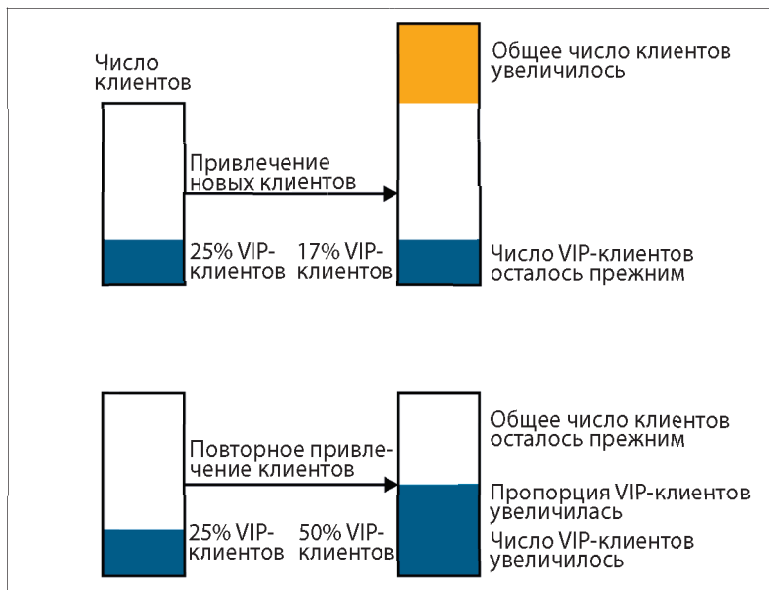 Число
клиентов
Общее число клиентов
увеличилось
Привлечение
новых клиентов
25% VIP-
клиентов
17% VIP-
клиентов
Число VIP-клиентов
осталось прежним
Общее число клиентов
осталось прежним
Повторное привле-
чение клиентов
Пропорция VIP-клиентов
увеличилась
25% VIP-
клиентов
50% VIP-
клиентов
Число VIP-клиентов
увеличилось